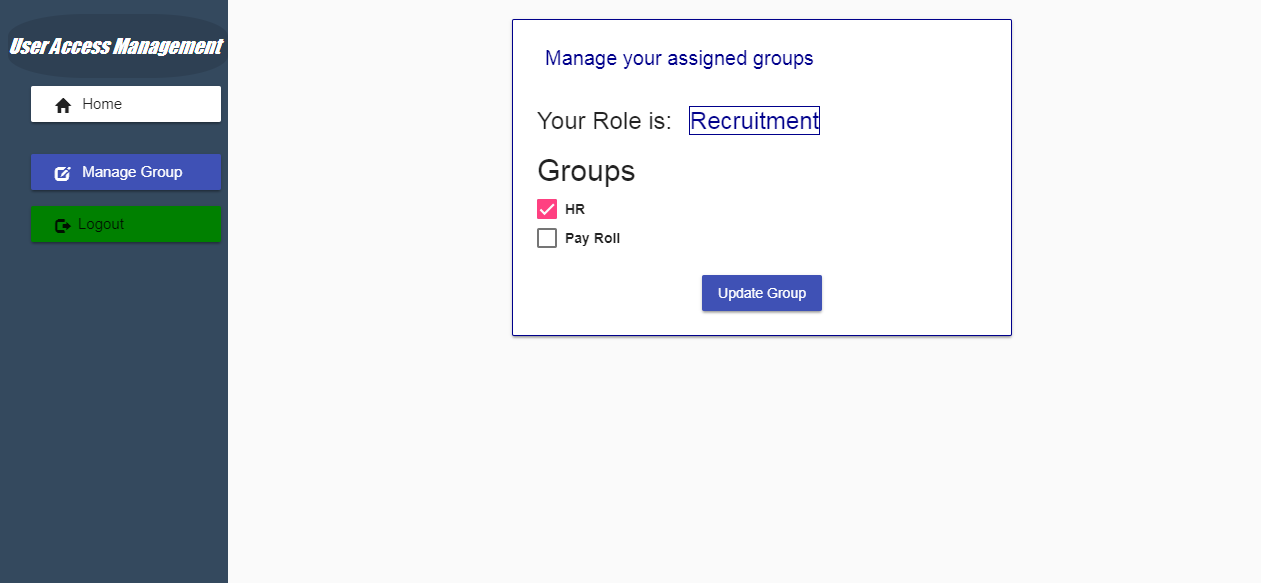 User Access Management
Home
Manage Group
Logout
Manage your assigned groups
Your Role is: Recruitment
Groups
HR
Pay Roll
Update Group